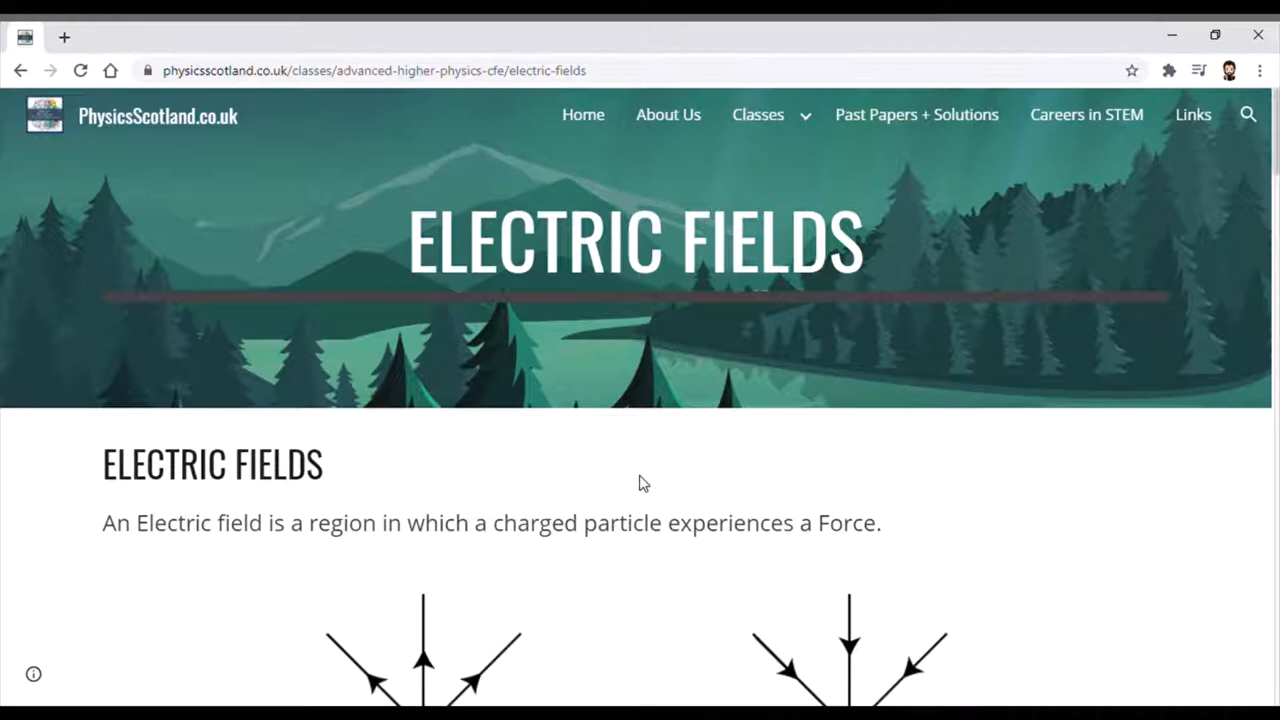 physicsscotland.co.uk/classes/advanced-higher-physics-cfe/electric-fields
PhysicsScotland.co.uk Home About Us Classes Past Papers + Solutions Careers in STEM Links
ELECTRIC FIELDS
ELECTRIC FIELDS
An Electric field is a region in which a charged particle experiences a Force.